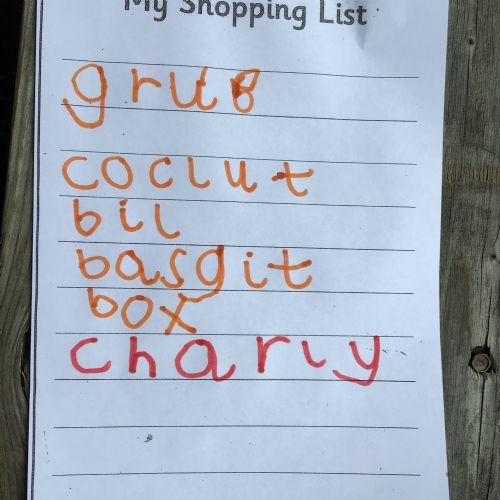 My Shopping List
grub
coclut
bil
basgit
box
charly